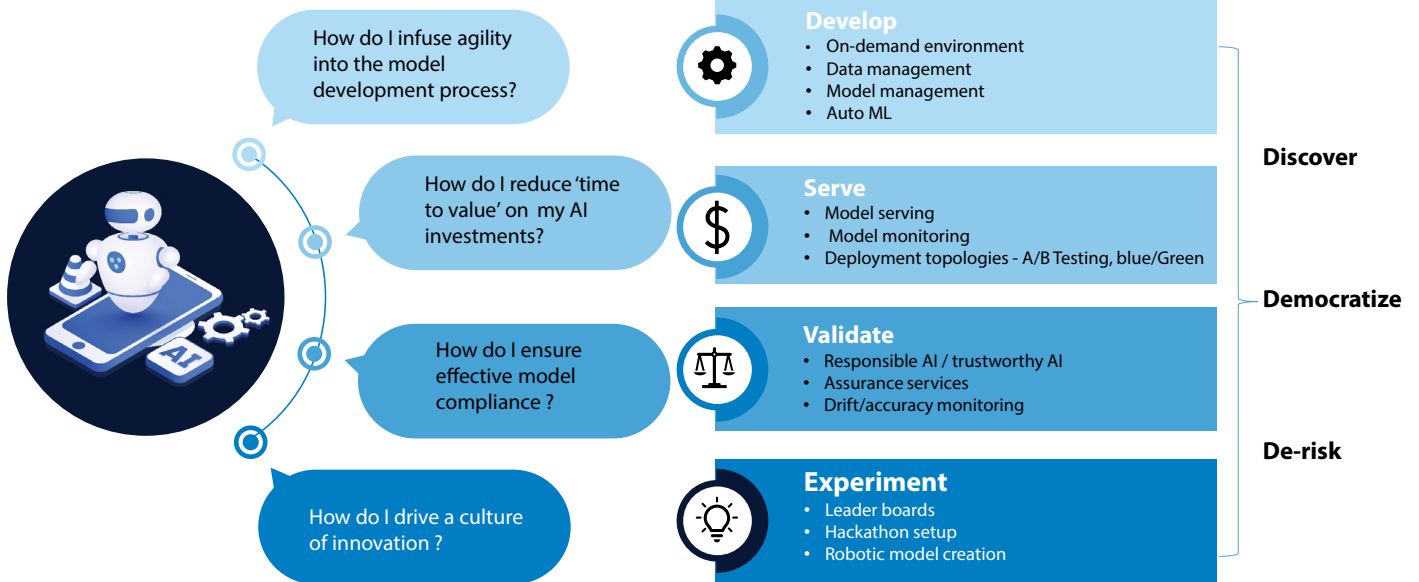 How do I infuse agility
into the model
development process?
Develop
• On-demand environment
• Data management
• Model management
• Auto ML
How do I reduce ‘time
to value’ on my AI
investments?
Serve
• Model serving
• Model monitoring
• Deployment topologies - A/B Testing, blue/Green
How do I ensure
effective model
compliance ?
Validate
• Responsible AI / trustworthy AI
• Assurance services
• Drift/accuracy monitoring
How do I drive a culture
of innovation ?
Experiment
• Leader boards
• Hackathon setup
• Robotic model creation
Discover
Democratize
De-risk
AI